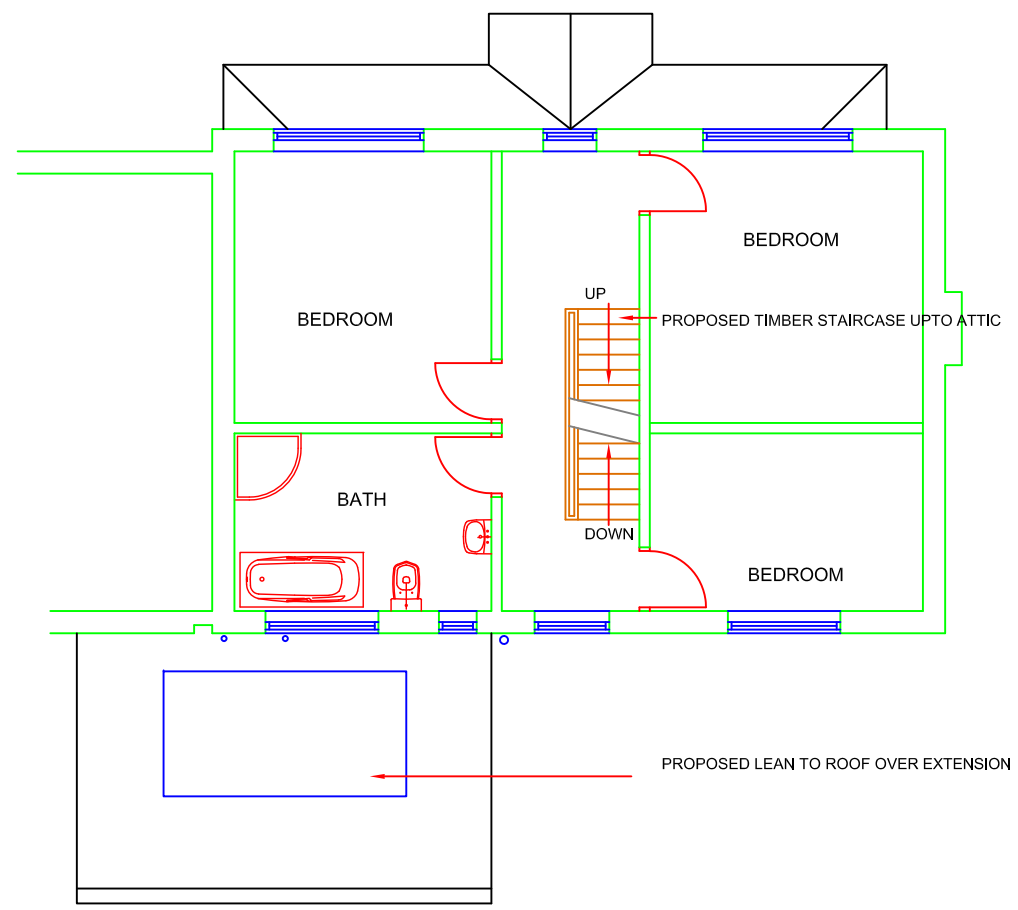 BEDROOM
UP
BEDROOM
PROPOSED TIMBER STAIRCASE UPTO ATTIC
BATH
DOWN
BEDROOM
PROPOSED LEAN TO ROOF OVER EXTENSION